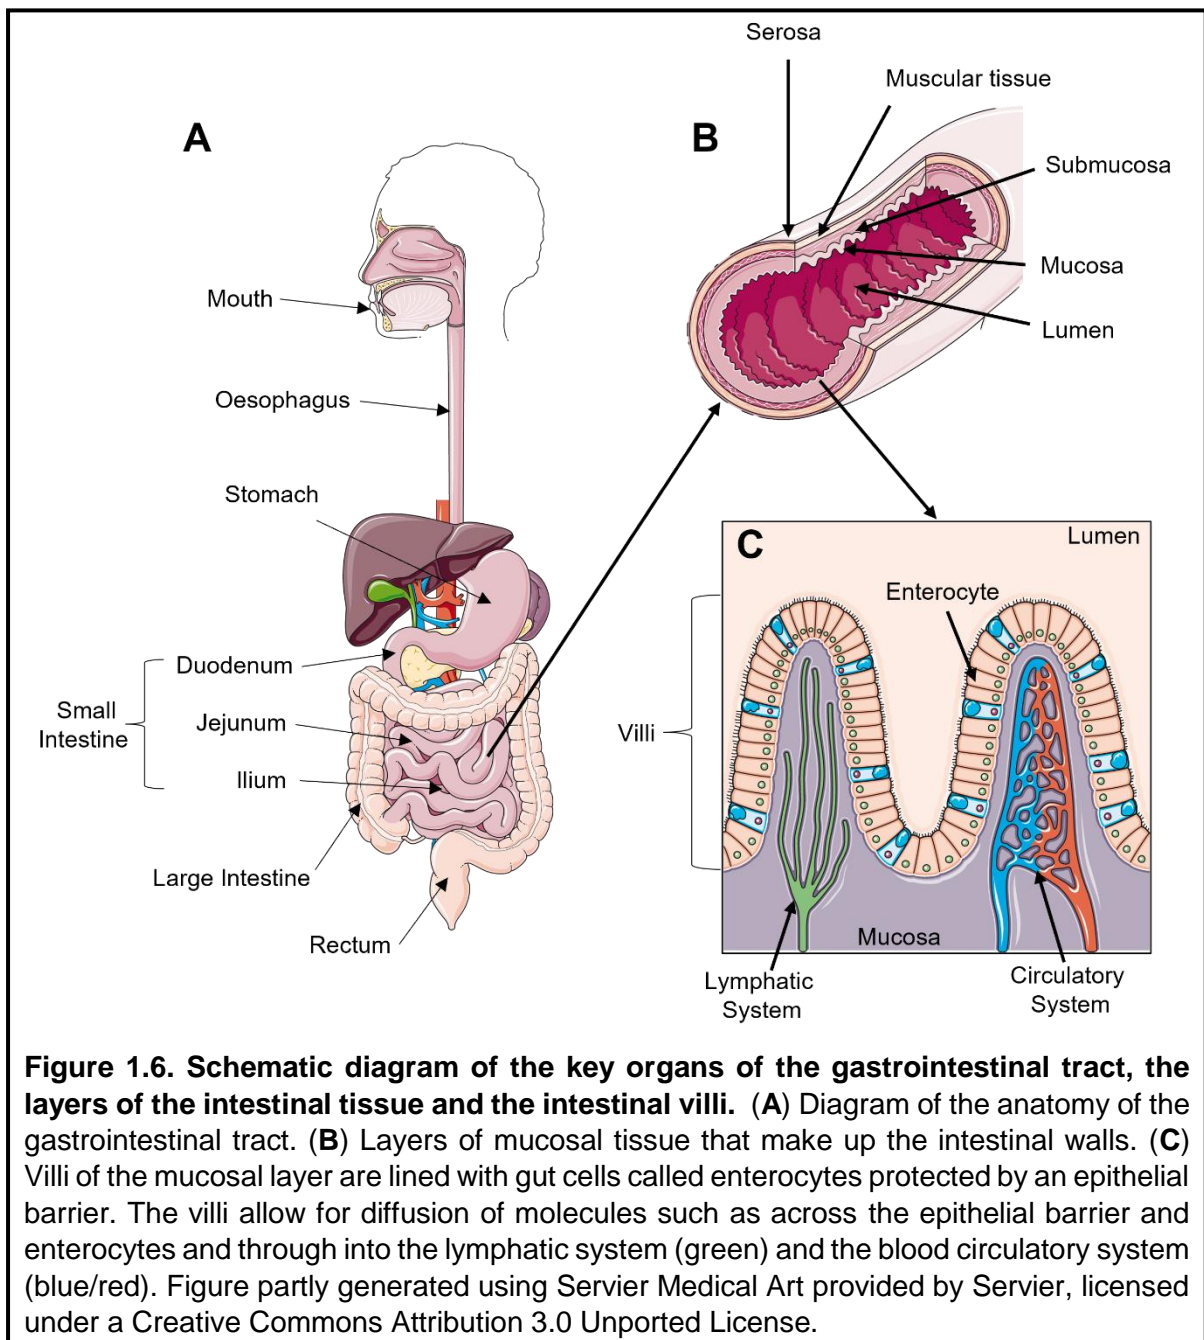 A
Mouth
Oesophagus
Stomach
Duodenum
Small
Intestine
Jejunum
Ilium
Large Intestine
Rectum
B
Serosa
Muscular tissue
Submucosa
Mucosa
Lumen
C
Lumen
Enterocyte
Villi
Mucosa
Lymphatic
System
Circulatory
System
Figure 1.6. Schematic diagram of the key organs of the gastrointestinal tract, the
layers of the intestinal tissue and the intestinal villi. (A) Diagram of the anatomy of the
gastrointestinal tract. (B) Layers of mucosal tissue that make up the intestinal walls. (C)
Villi of the mucosal layer are lined with gut cells called enterocytes protected by an epithelial
barrier. The villi allow for diffusion of molecules such as across the epithelial barrier and
enterocytes and through into the lymphatic system (green) and the blood circulatory system
(blue/red). Figure partly generated using Servier Medical Art provided by Servier, licensed
under a Creative Commons Attribution 3.0 Unported License.